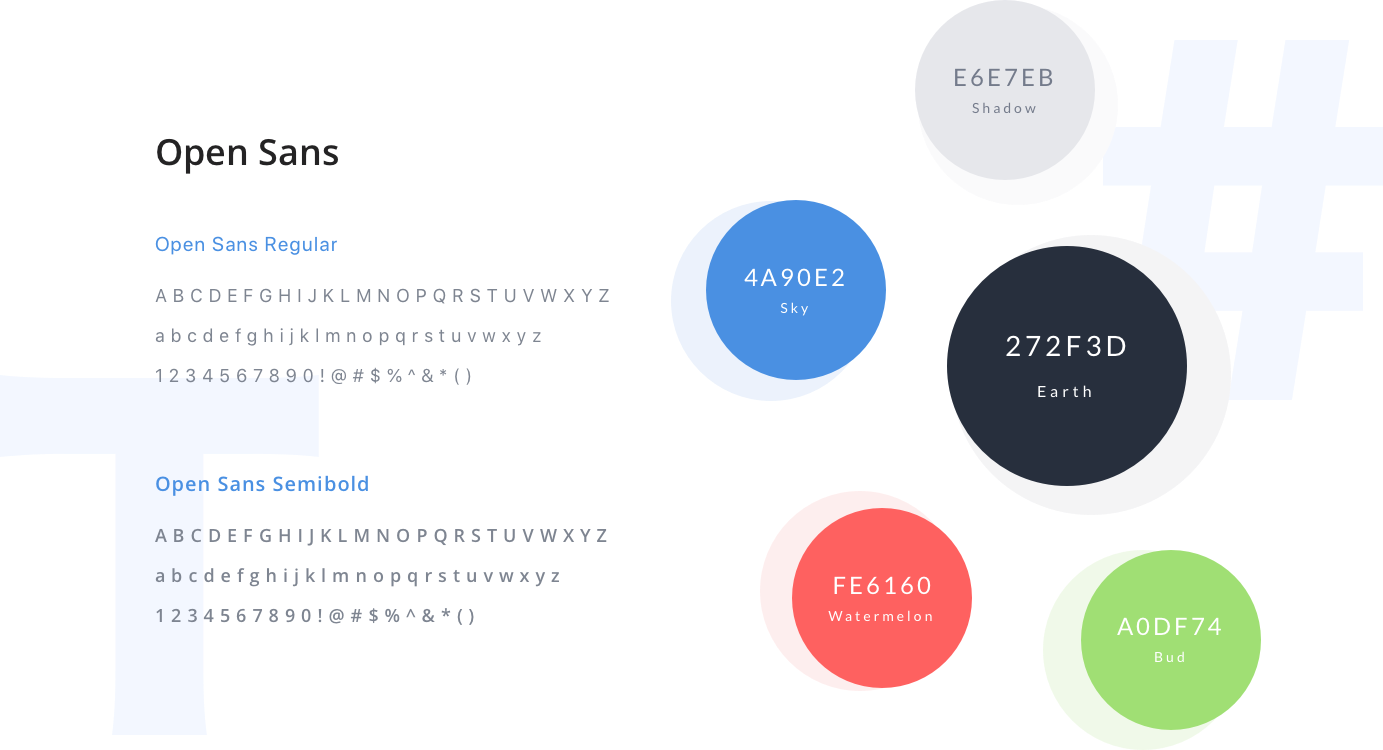 Open Sans
Open Sans Regular
A B C D E F G H I J K L M N O P Q R S T U V W X Y Z
a b c d e f g h i j k l m n o p q r s t u v w x y z
1 2 3 4 5 6 7 8 9 0 ! @ # $ % ^ & * ( )
Open Sans Semibold
A B C D E F G H I J K L M N O P Q R S T U V W X Y Z
a b c d e f g h i j k l m n o p q r s t u v w x y z
1 2 3 4 5 6 7 8 9 0 ! @ # $ % ^ & * ( )
T
E6E7EB
Shadow
#
4A90E2
Sky
272F3D
Earth
FE6160
Watermelon
A0DF74
Bud